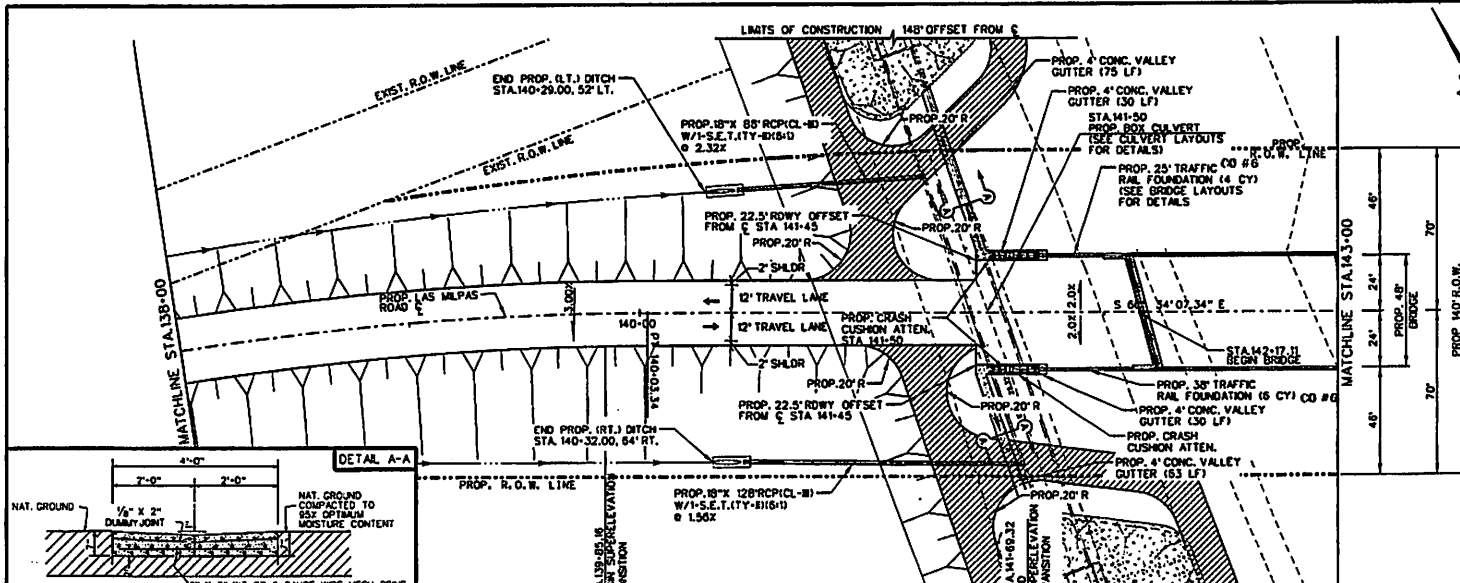 LIMITS OF CONSTRUCTION 148' OFFSET FROM ℄
EXIST. R.O.W. LINE
EXIST. R.O.W. LINE
END PROP. (LT.) DITCH
STA.140+29.00, 52' LT.
PROP.18"X 88' RCP(CL-III)
W/1-S.E.T.(TY-II)(6:1)
@ 2.32%
PROP.20' R
PROP. 4' CONC. VALLEY
GUTTER (75 LF)
PROP. 4' CONC. VALLEY
GUTTER (30 LF)
STA.141+50
PROP. BOX CULVERT
(SEE CULVERT LAYOUTS
FOR DETAILS)
PROP.
R.O.W. LINE
CO #6
PROP. 25' TRAFFIC
RAIL FOUNDATION (4 CY)
(SEE BRIDGE LAYOUTS
FOR DETAILS
PROP. 22.5' RDWY OFFSET
FROM ℄ STA 141+45
PROP.20' R
PROP.20' R
2' SHLDR
12' TRAVEL LANE
12' TRAVEL LANE
2' SHLDR
PROP. LAS MILPAS
ROAD ℄
3.00%
140+00
PT. 140+03.34
PROP. CRASH
CUSHION ATTEN.
STA 141+50
34'07.34" E
2.0% 2.0%
STA.142+17.11
BEGIN BRIDGE
PROP. 38' TRAFFIC
RAIL FOUNDATION (6 CY) CO #6
PROP. 4' CONC. VALLEY
GUTTER (30 LF)
PROP. CRASH
CUSHION ATTEN.
PROP. 4' CONC. VALLEY
GUTTER (63 LF)
PROP.20' R
PROP. 22.5' RDWY OFFSET
FROM ℄ STA 141+45
PROP.20' R
PROP.20' R
END PROP. (RT.) DITCH
STA. 140+32.00, 64' RT.
PROP. R.O.W. LINE
PROP.18"X 128'RCP(CL-III)
W/1-S.E.T.(TY-II)(6:1)
@ 1.56%
MATCHLINE STA.138+00
MATCHLINE STA.143+00
46'
24'
24'
46'
PROP. 48'
BRIDGE
70'
70'
PROP. 140' R.O.W.
.139+85.16
SUPERELEVATION
A.141+69.32
DETAIL A-A
4'-0"
2'-0"
2'-0"
NAT. GROUND
1/8" X 2"
DUMMY JOINT
NAT. GROUND
COMPACTED TO
95% OPTIMUM
MOISTURE CONTENT